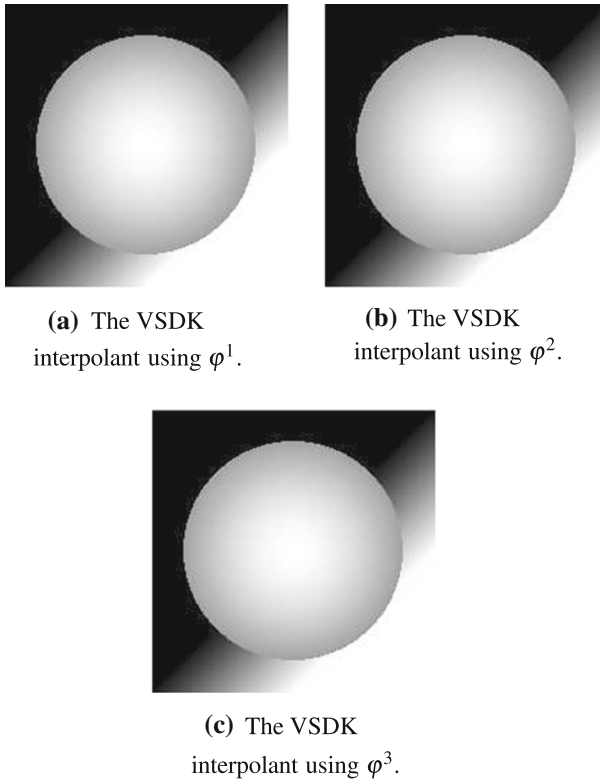 (a) The VSDK
interpolant using φ¹.
(b) The VSDK
interpolant using φ².
(c) The VSDK
interpolant using φ³.